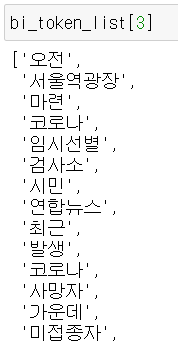 bi_token_list[3]
['오전',
'서울역광장',
'마련',
'코로나',
'임시선별',
'검사소',
'시민',
'연합뉴스',
'최근',
'발생',
'코로나',
'사망자',
'가운데',
'미접종자',